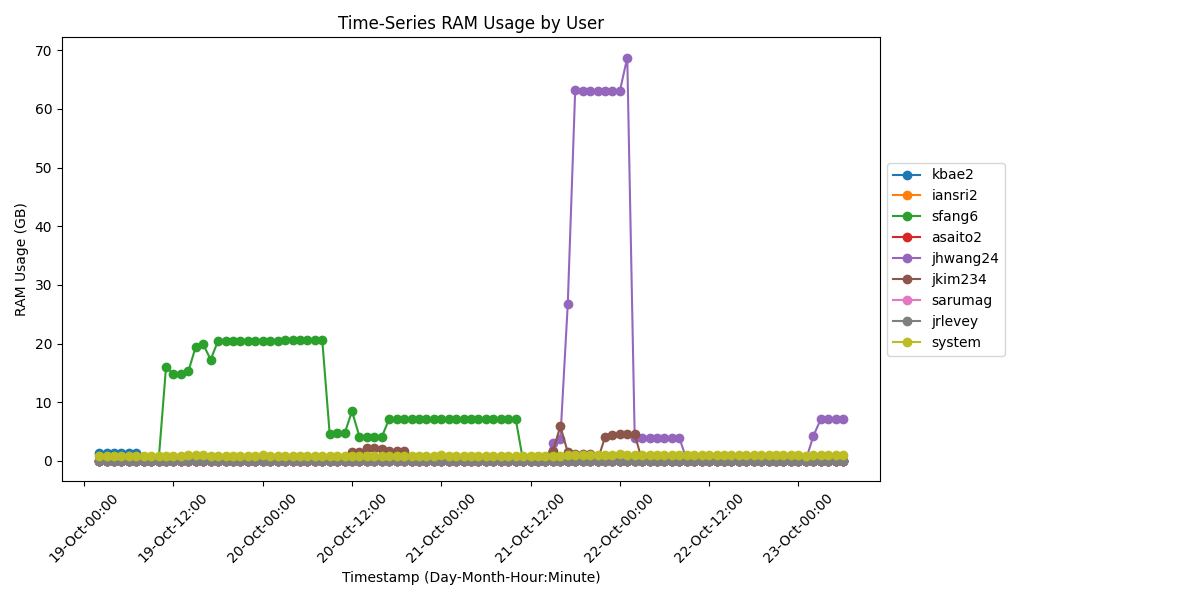 Time-Series RAM Usage by User
70
60
50
40
30
20
10
0
RAM Usage (GB)
19-Oct-00:00
19-Oct-12:00
20-Oct-00:00
20-Oct-12:00
21-Oct-00:00
21-Oct-12:00
22-Oct-00:00
22-Oct-12:00
23-Oct-00:00
Timestamp (Day-Month-Hour:Minute)
kbae2
iansri2
sfang6
asaito2
jhwang24
jkim234
sarumag
jrlevey
system